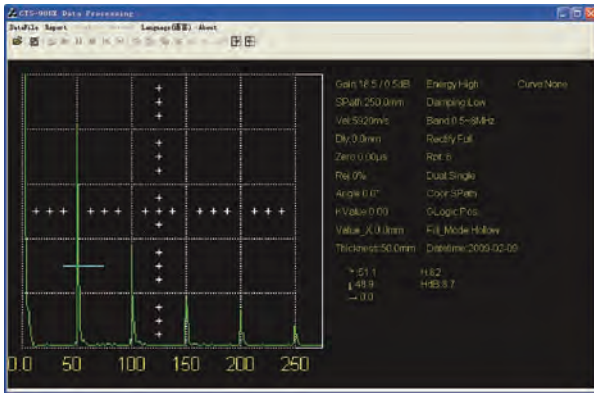 CTS-900X Data Processing
DataFile Report Language(语言) About
Gain 18.5 / 0.5dB Energy High Curve None
SPath 250.0mm Damping Low
Vel 5920m/s Band 0.5~8MHz
Dly 0.0mm Rectify Full
Zero 0.00μs Rpt: 6
Rej 0% Dual Single
Angle 0.0° Coor SPath
K Value 0.00 GLogic Pos.
Value_X 0.0mm Fill_Mode Hollow
Thickness 50.0mm Datetime: 2009-02-09
51.1 H:82
48.9 HdB:8.7
0.0
0.0 50 100 150 200 250